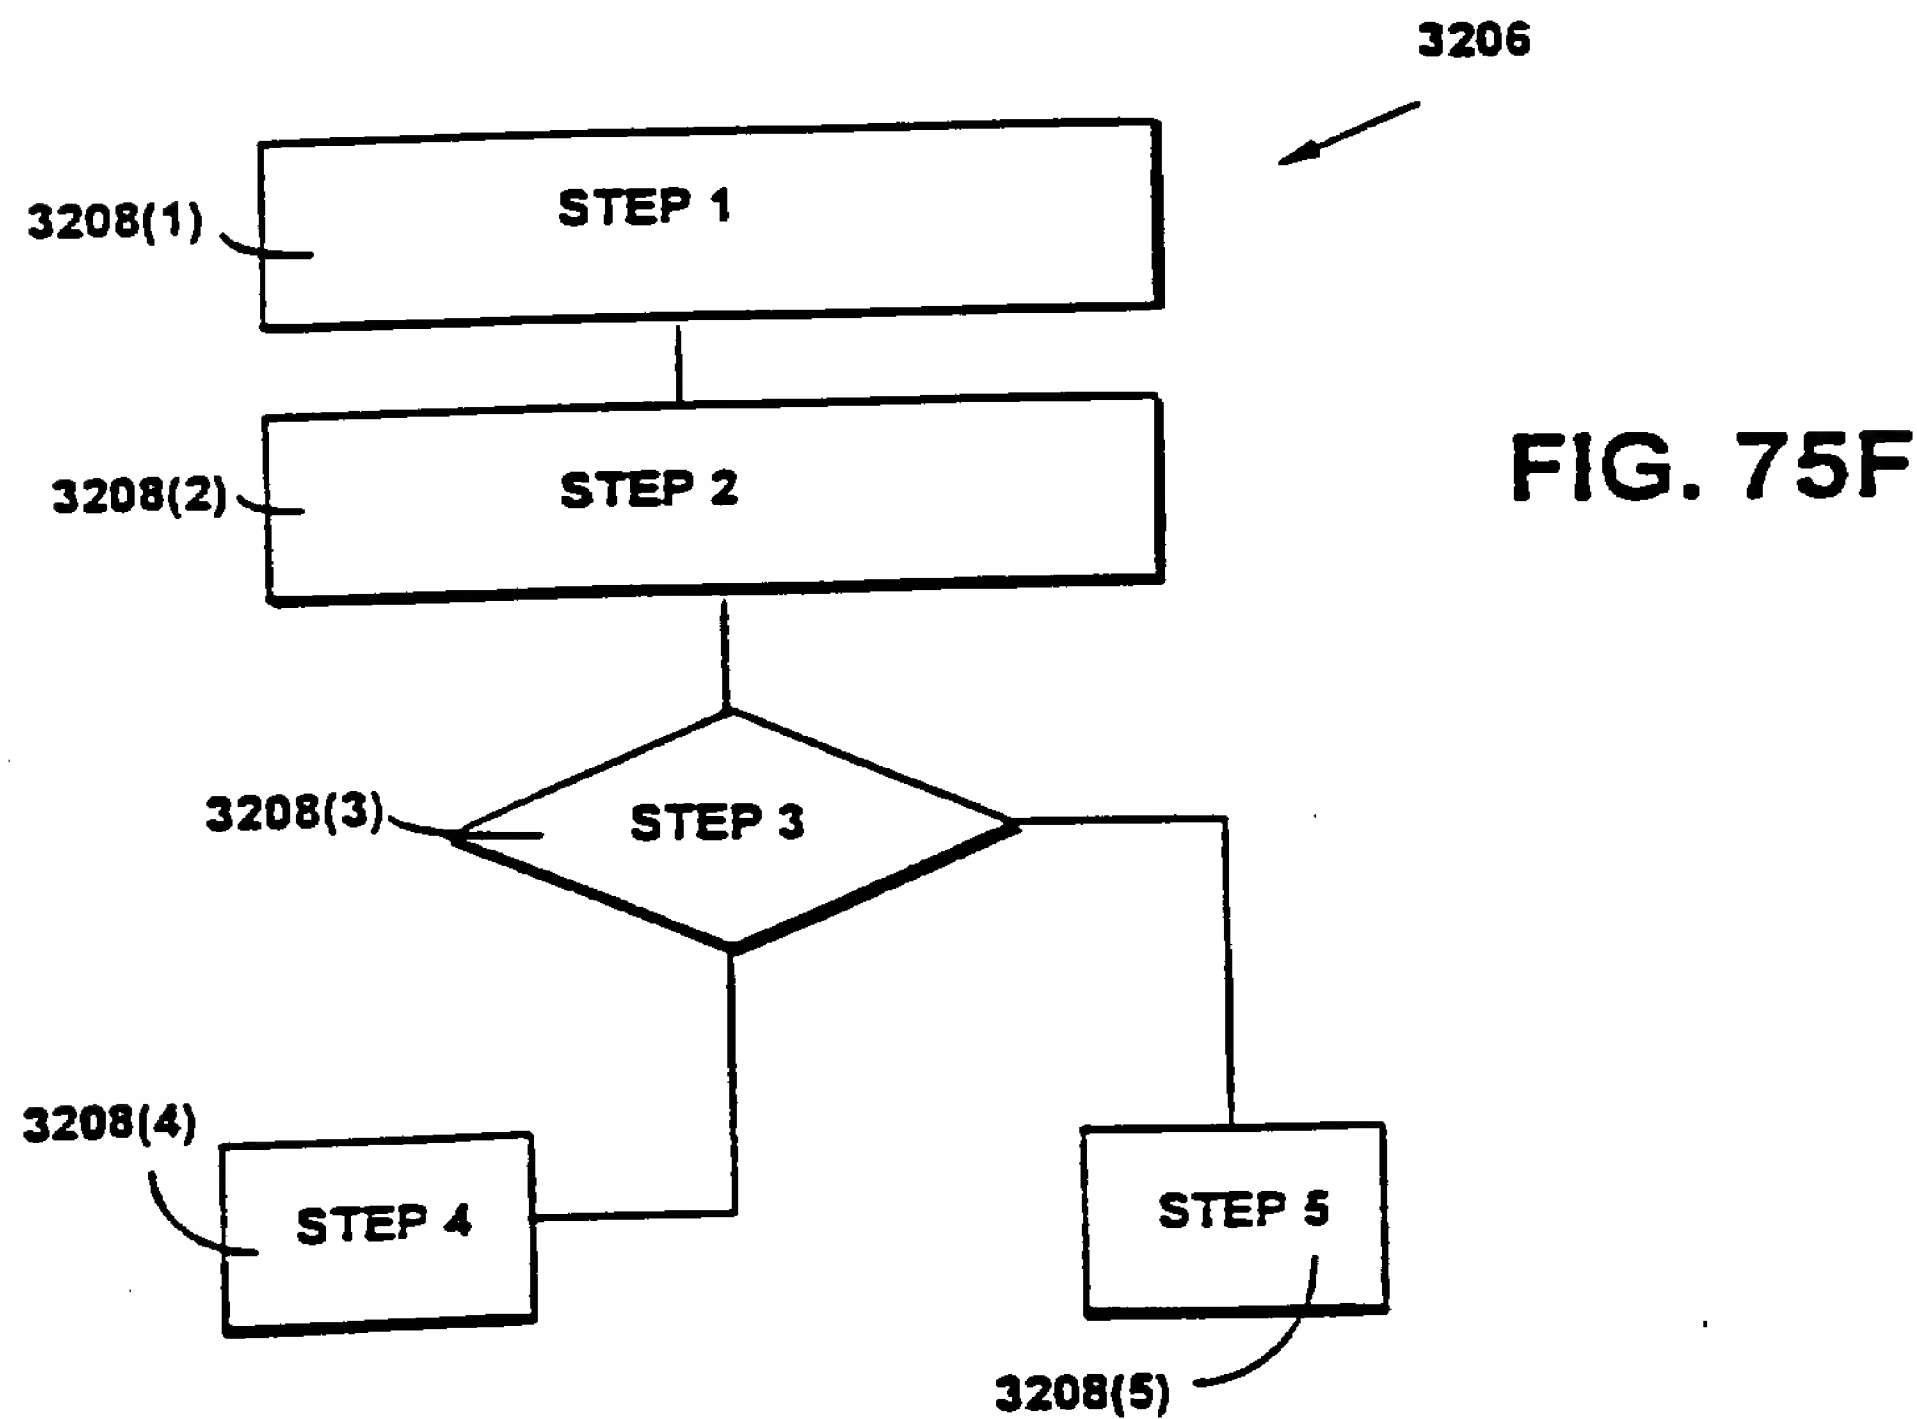 3206
STEP 1
3208(1)
FIG. 75F
STEP 2
3208(2)
STEP 3
3208(3)
3208(4)
STEP 4
STEP 5
3208(5)